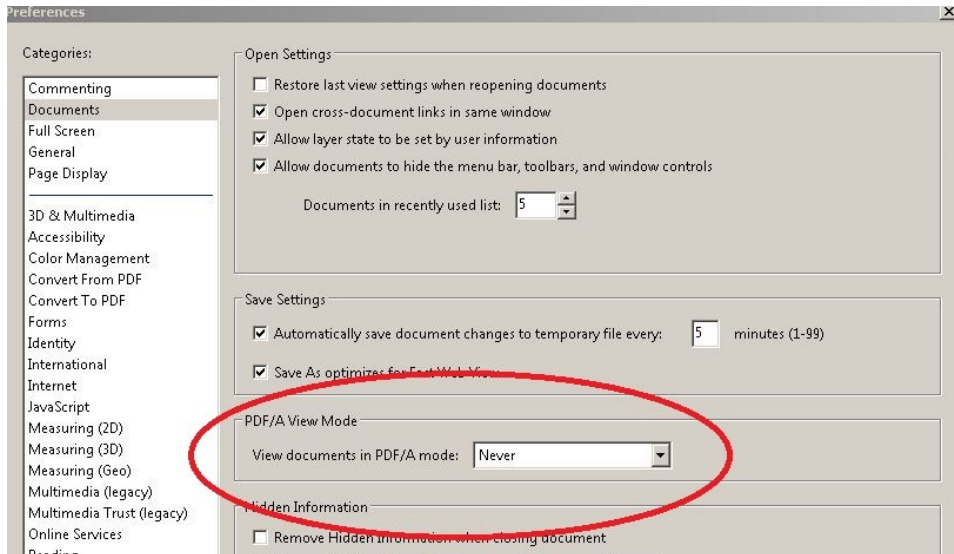 Preferences
Categories:
Commenting
Documents
Full Screen
General
Page Display
3D & Multimedia
Accessibility
Color Management
Convert From PDF
Convert To PDF
Forms
Identity
International
Internet
JavaScript
Measuring (2D)
Measuring (3D)
Measuring (Geo)
Multimedia (legacy)
Multimedia Trust (legacy)
Online Services
Reading
Open Settings
Restore last view settings when reopening documents
Open cross-document links in same window
Allow layer state to be set by user information
Allow documents to hide the menu bar, toolbars, and window controls
Documents in recently used list: 5
Save Settings
Automatically save document changes to temporary file every: 5 minutes (1-99)
Save As optimizes for Fast Web View
PDF/A View Mode
View documents in PDF/A mode: Never
Hidden Information
Remove Hidden Information when closing document